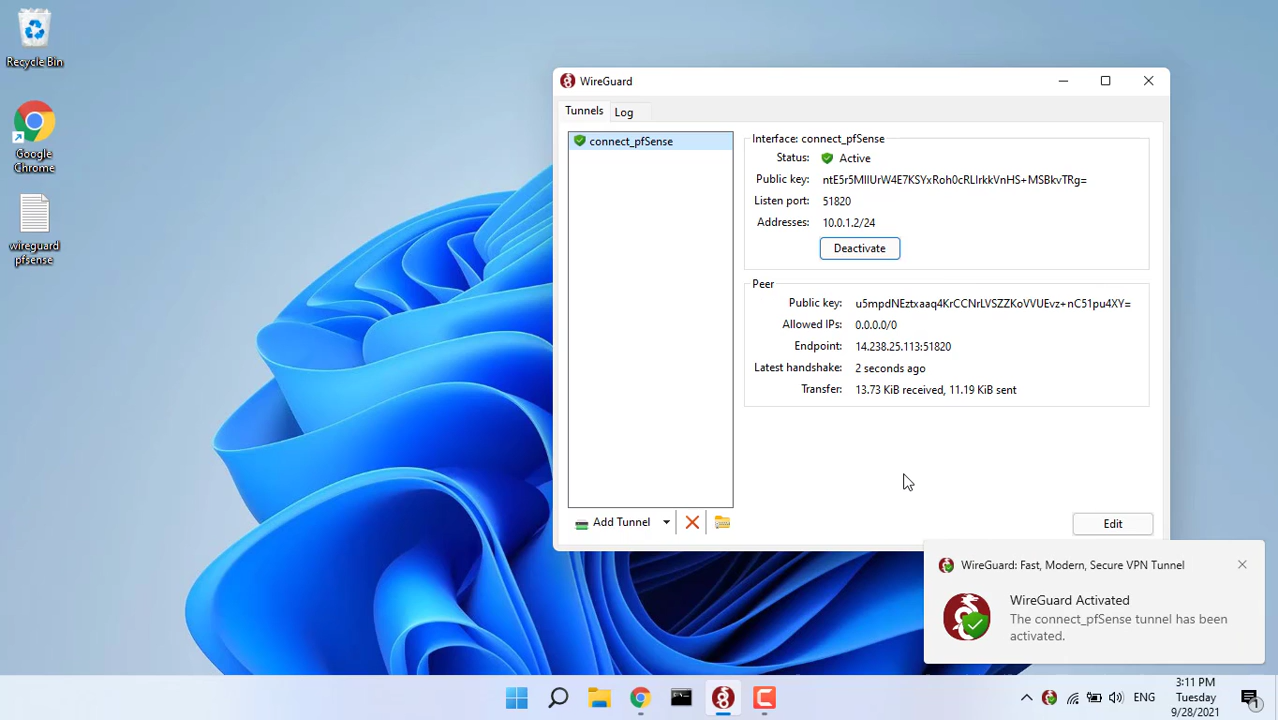 Recycle Bin
Google
Chrome
wireguard
pfsense
WireGuard
Tunnels
Log
connect_pfSense
Interface: connect_pfSense
Status: Active
Public key:
Listen port: 51820
Addresses: 10.0.1.2/24
Deactivate
Peer
Public key:
Allowed IPs: 0.0.0.0/0
Endpoint: 14.238.25.113:51820
Latest handshake: 2 seconds ago
Transfer: 13.73 KiB received, 11.19 KiB sent
Add Tunnel
Edit
WireGuard: Fast, Modern, Secure VPN Tunnel
WireGuard Activated
The connect_pfSense tunnel has been
activated.
ENG
3:11 PM
Tuesday
9/28/2021
1